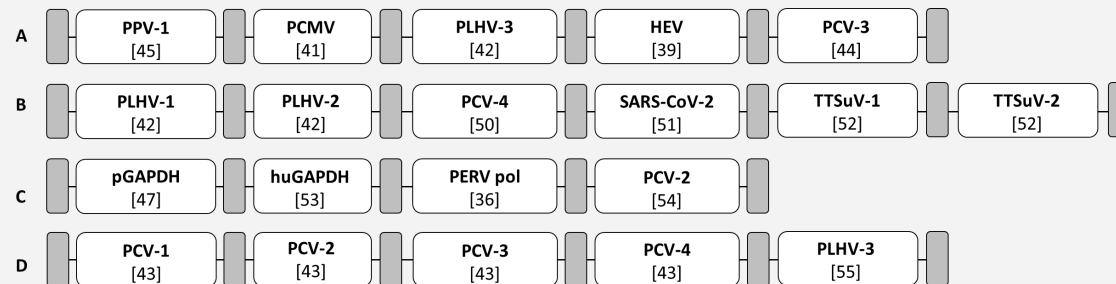 A
PPV-1 PCMV PLHV-3 HEV PCV-3
[45] [41] [42] [39] [44]
B
PLHV-1 PLHV-2 PCV-4 SARS-CoV-2 TTSuV-1 TTSuV-2
[42] [42] [50] [51] [52] [52]
C
pGAPDH huGAPDH PERV pol PCV-2
[47] [53] [36] [54]
D
PCV-1 PCV-2 PCV-3 PCV-4 PLHV-3
[43] [43] [43] [43] [55]